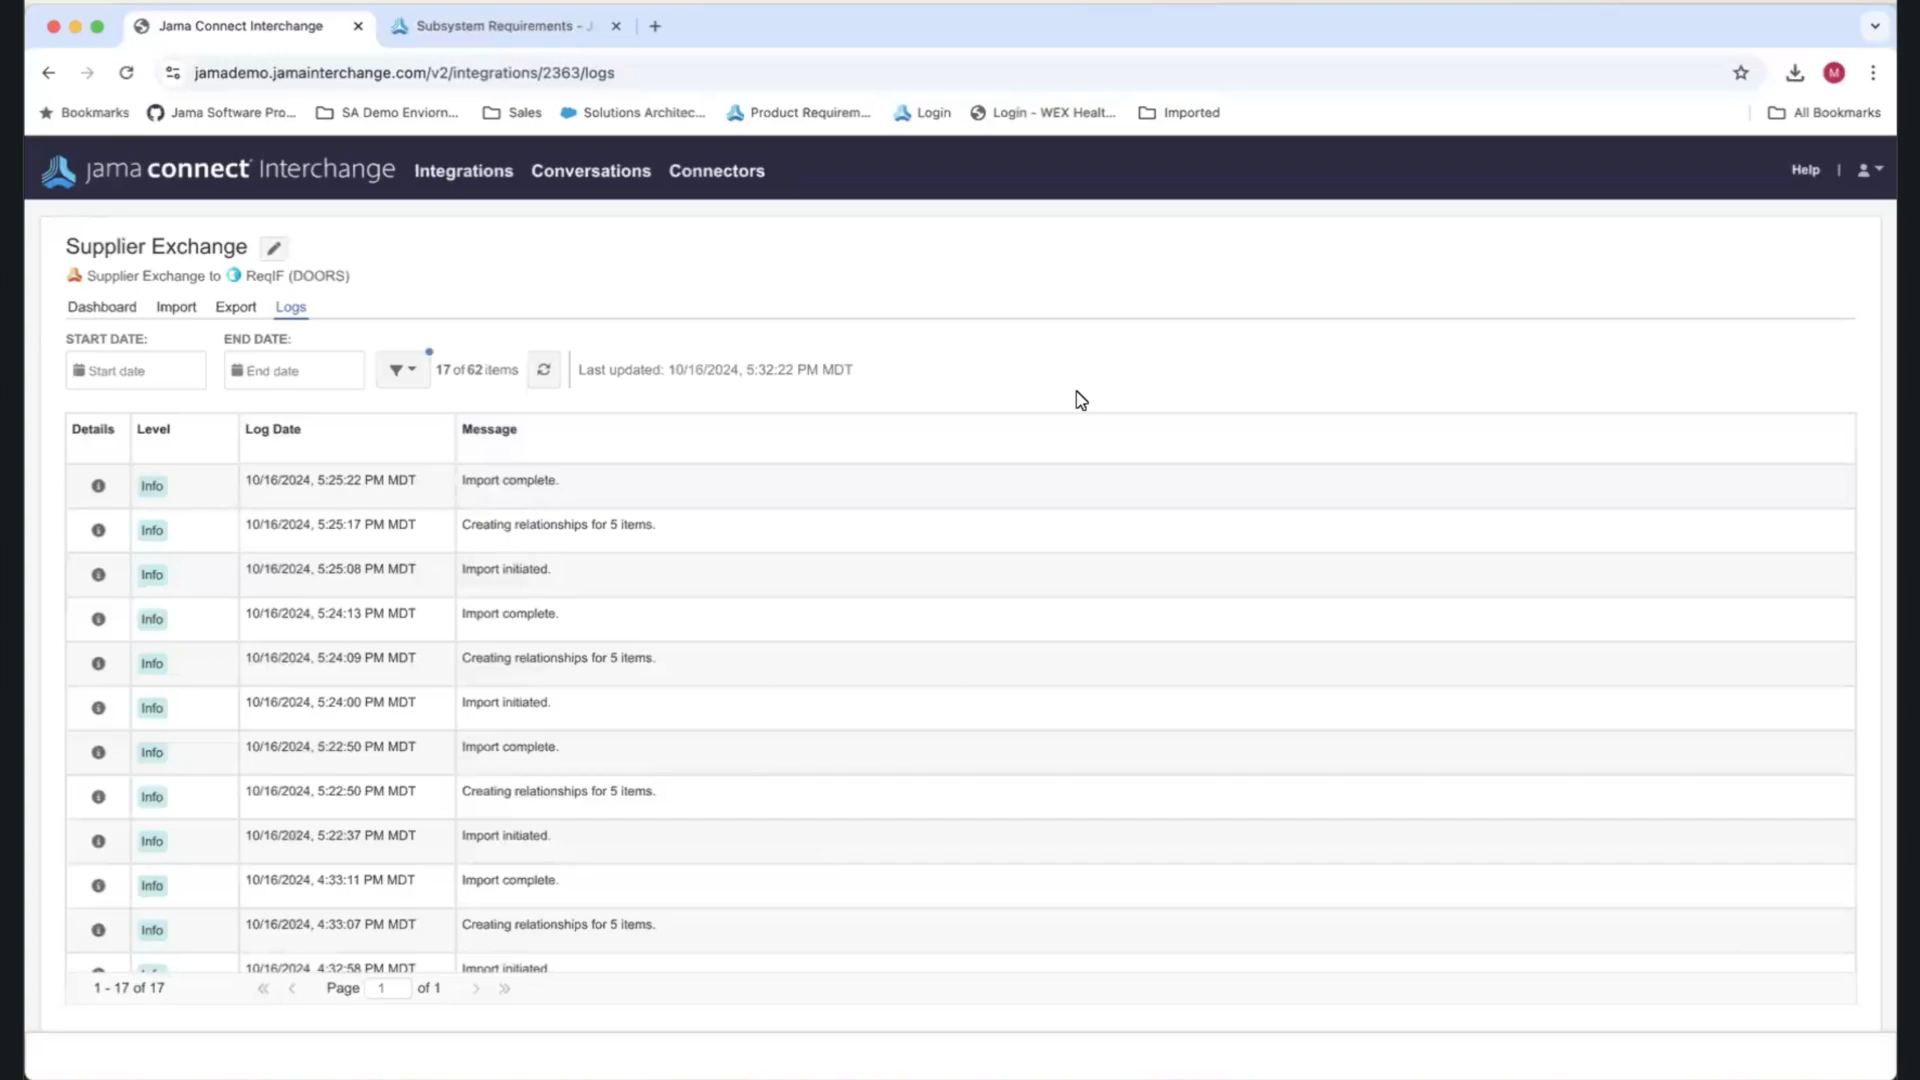 Jama Connect Interchange
Subsystem Requirements - J
jamademo.jamainterchange.com/v2/integrations/2363/logs
M
Bookmarks
Jama Software Pro...
SA Demo Enviorn...
Sales
Solutions Architec...
Product Requirem...
Login
Login - WEX Healt...
Imported
All Bookmarks
jama connect Interchange
Integrations
Conversations
Connectors
Help
Supplier Exchange
Supplier Exchange to ReqIF (DOORS)
Dashboard Import Export Logs
START DATE: END DATE:
Start date End date 17 of 62 items Last updated: 10/16/2024, 5:32:22 PM MDT
Details Level Log Date Message
Info 10/16/2024, 5:25:22 PM MDT Import complete.
Info 10/16/2024, 5:25:17 PM MDT Creating relationships for 5 items.
Info 10/16/2024, 5:25:08 PM MDT Import initiated.
Info 10/16/2024, 5:24:13 PM MDT Import complete.
Info 10/16/2024, 5:24:09 PM MDT Creating relationships for 5 items.
Info 10/16/2024, 5:24:00 PM MDT Import initiated.
Info 10/16/2024, 5:22:50 PM MDT Import complete.
Info 10/16/2024, 5:22:50 PM MDT Creating relationships for 5 items.
Info 10/16/2024, 5:22:37 PM MDT Import initiated.
Info 10/16/2024, 4:33:11 PM MDT Import complete.
Info 10/16/2024, 4:33:07 PM MDT Creating relationships for 5 items.
10/16/2024, 4:32:58 PM MDT Import initiated
1 - 17 of 17 « ‹ Page 1 of 1 › »